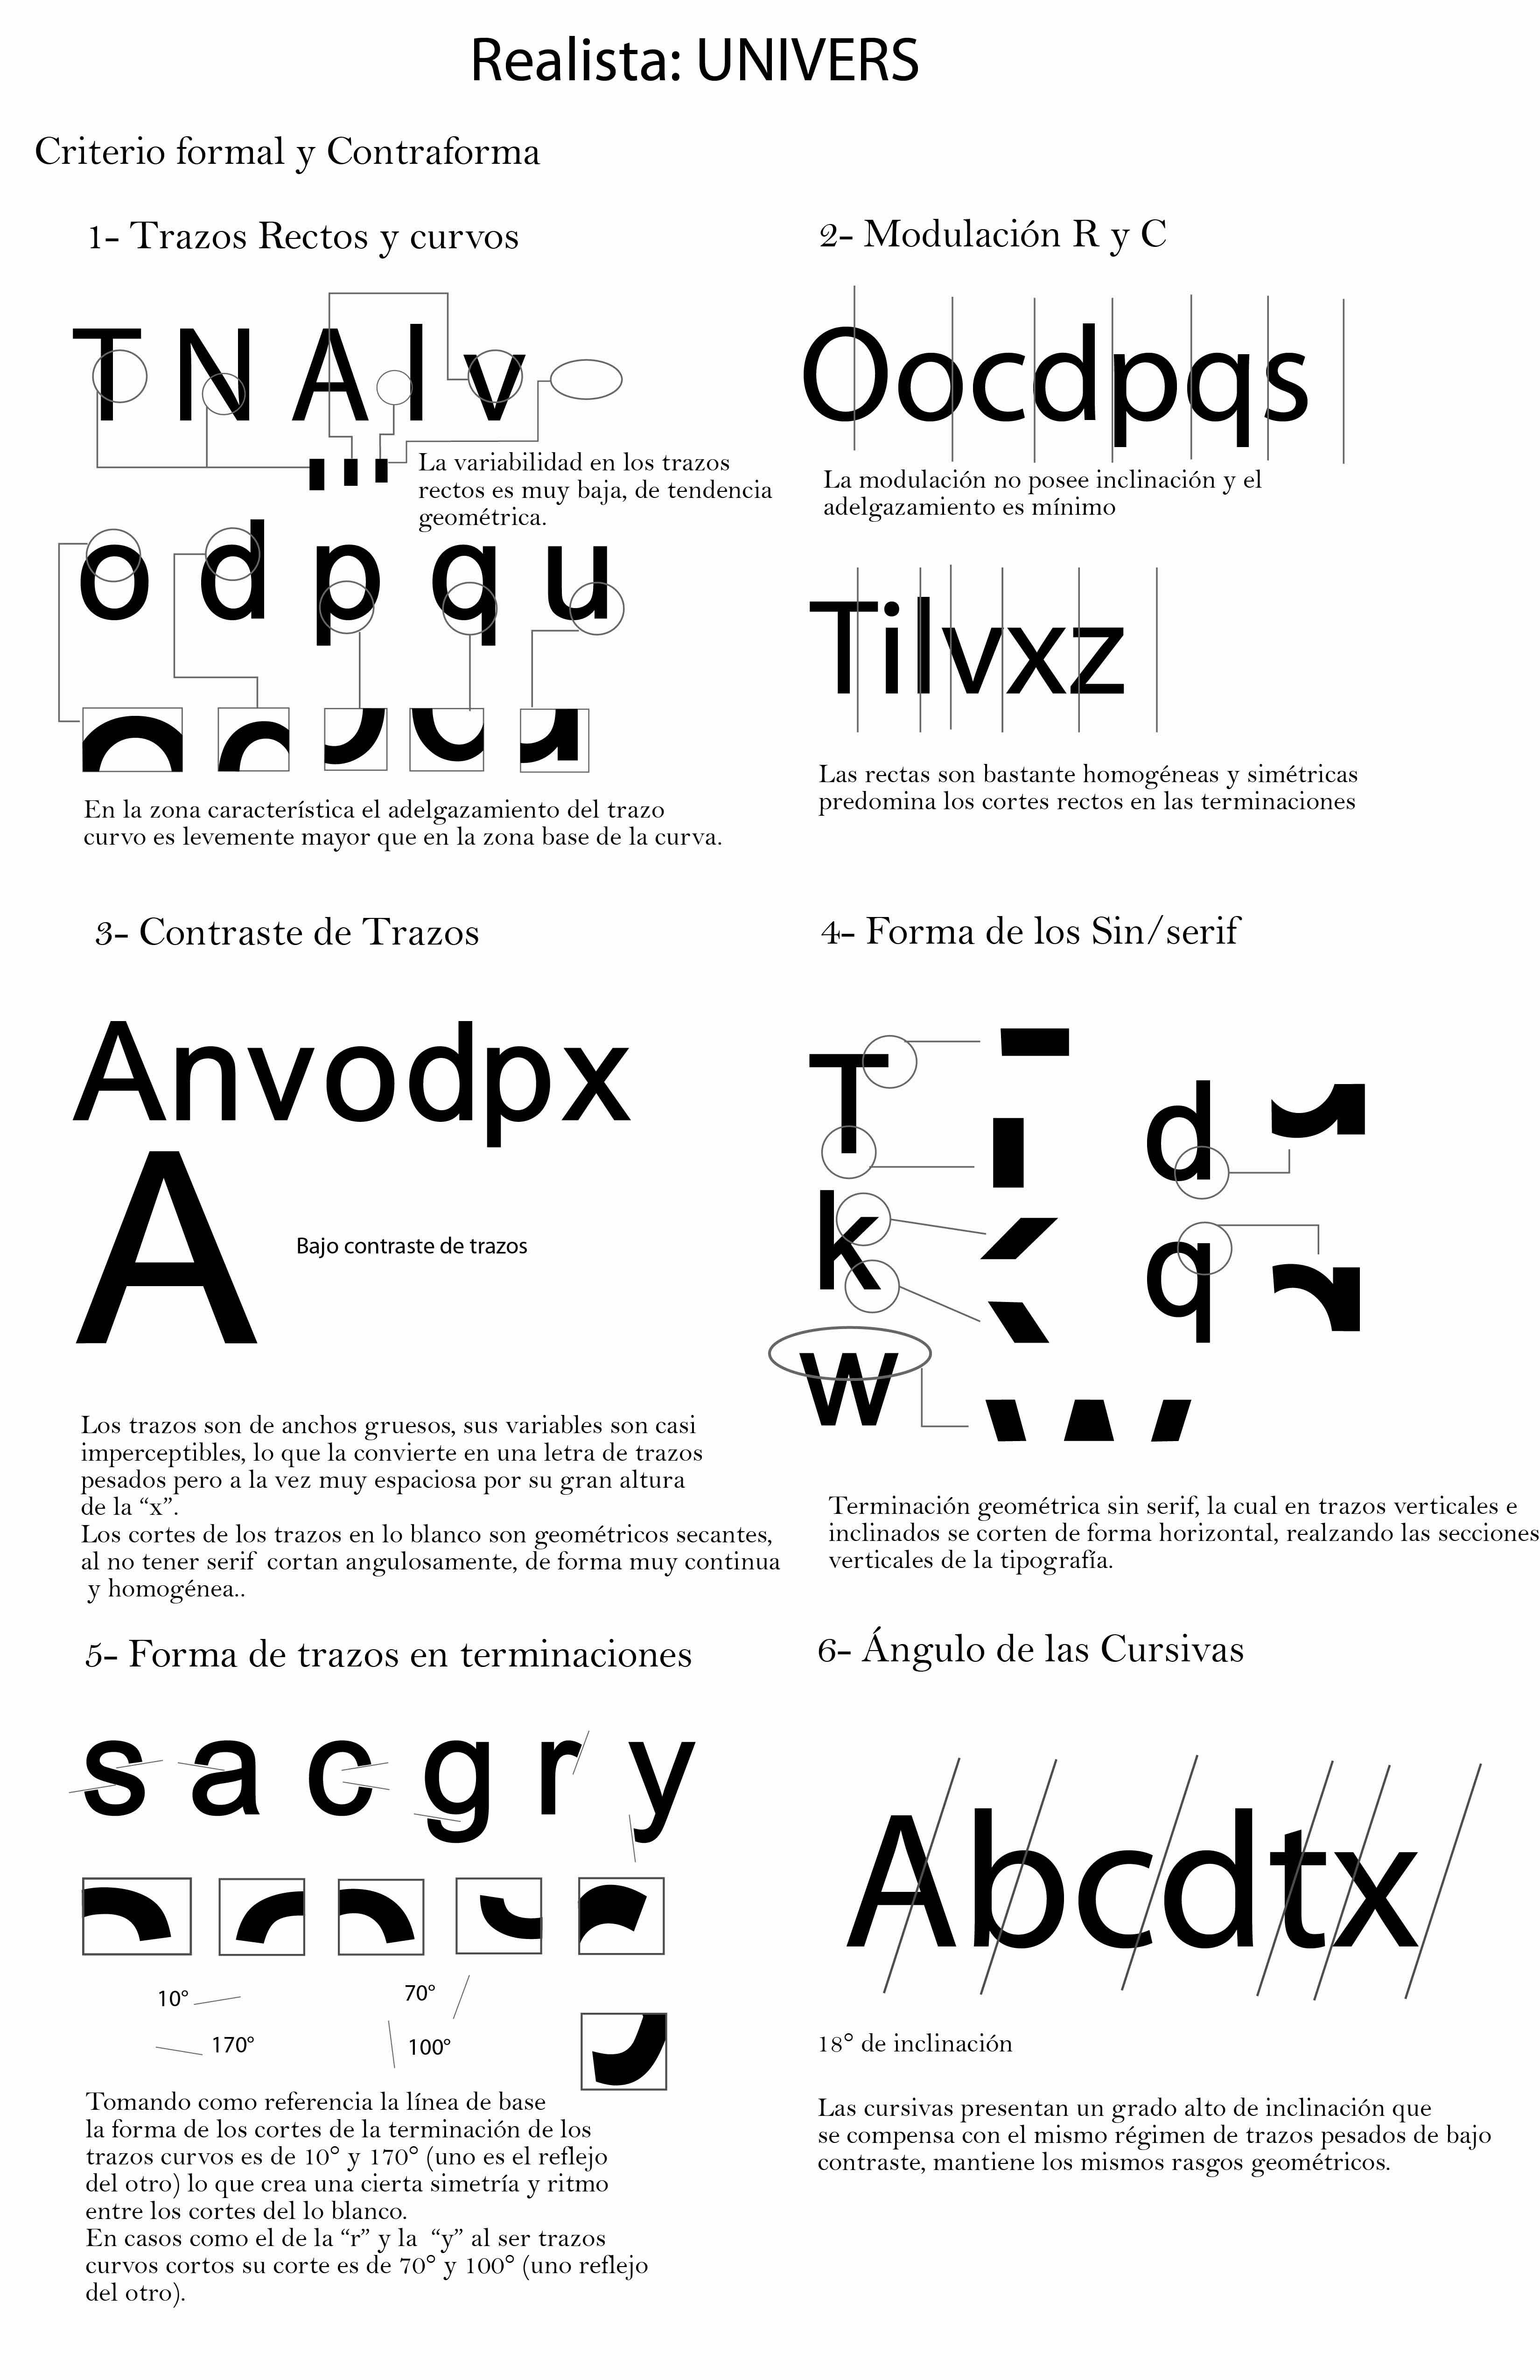 Realista: UNIVERS
Criterio formal y Contraforma
1- Trazos Rectos y curvos
T N A l v
La variabilidad en los trazos
rectos es muy baja, de tendencia
geométrica.
o d p q u
En la zona característica el adelgazamiento del trazo
curvo es levemente mayor que en la zona base de la curva.
2- Modulación R y C
Oocdpqs
La modulación no posee inclinación y el
adelgazamiento es mínimo
Tilvxz
Las rectas son bastante homogéneas y simétricas
predomina los cortes rectos en las terminaciones
3- Contraste de Trazos
Anvodpx
A
Bajo contraste de trazos
Los trazos son de anchos gruesos, sus variables son casi
imperceptibles, lo que la convierte en una letra de trazos
pesados pero a la vez muy espaciosa por su gran altura
de la “x”.
Los cortes de los trazos en lo blanco son geométricos secantes,
al no tener serif cortan angulosamente, de forma muy continua
y homogénea..
4- Forma de los Sin/serif
T
d
k
q
w
Terminación geométrica sin serif, la cual en trazos verticales e
inclinados se corten de forma horizontal, realzando las secciones
verticales de la tipografía.
5- Forma de trazos en terminaciones
s a c g r y
10°
70°
170°
100°
Tomando como referencia la línea de base
la forma de los cortes de la terminación de los
trazos curvos es de 10° y 170° (uno es el reflejo
del otro) lo que crea una cierta simetría y ritmo
entre los cortes del lo blanco.
En casos como el de la “r” y la “y” al ser trazos
curvos cortos su corte es de 70° y 100° (uno reflejo
del otro).
6- Ángulo de las Cursivas
Abcdtx
18° de inclinación
Las cursivas presentan un grado alto de inclinación que
se compensa con el mismo régimen de trazos pesados de bajo
contraste, mantiene los mismos rasgos geométricos.